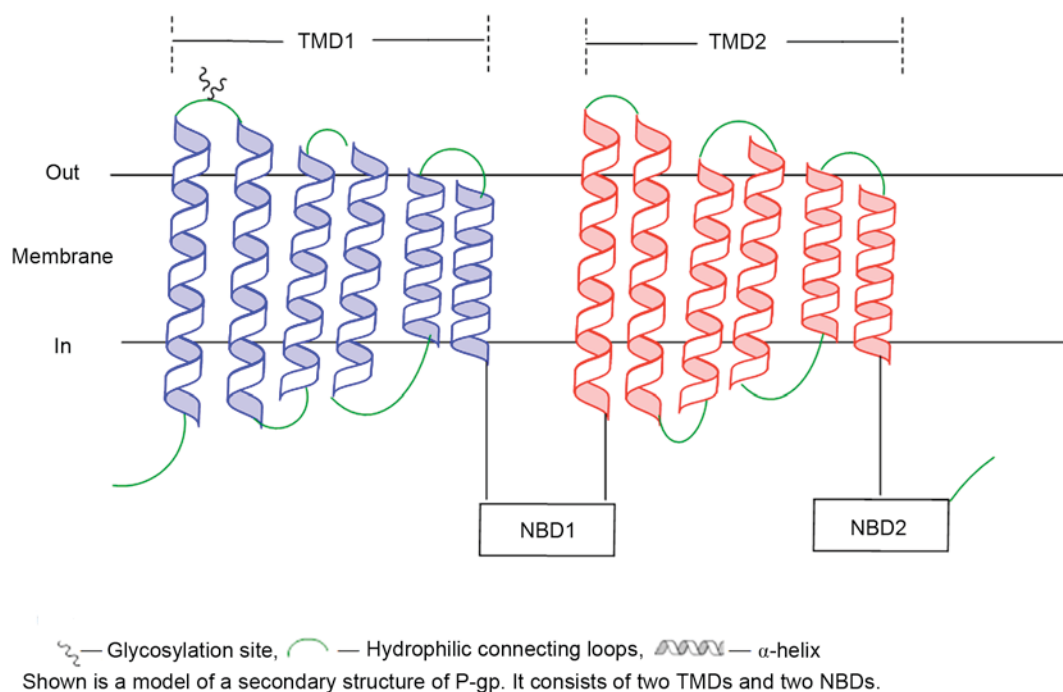 TMD1
TMD2
Out
Membrane
In
NBD1
NBD2
— Glycosylation site, — Hydrophilic connecting loops, — α-helix
Shown is a model of a secondary structure of P-gp. It consists of two TMDs and two NBDs.